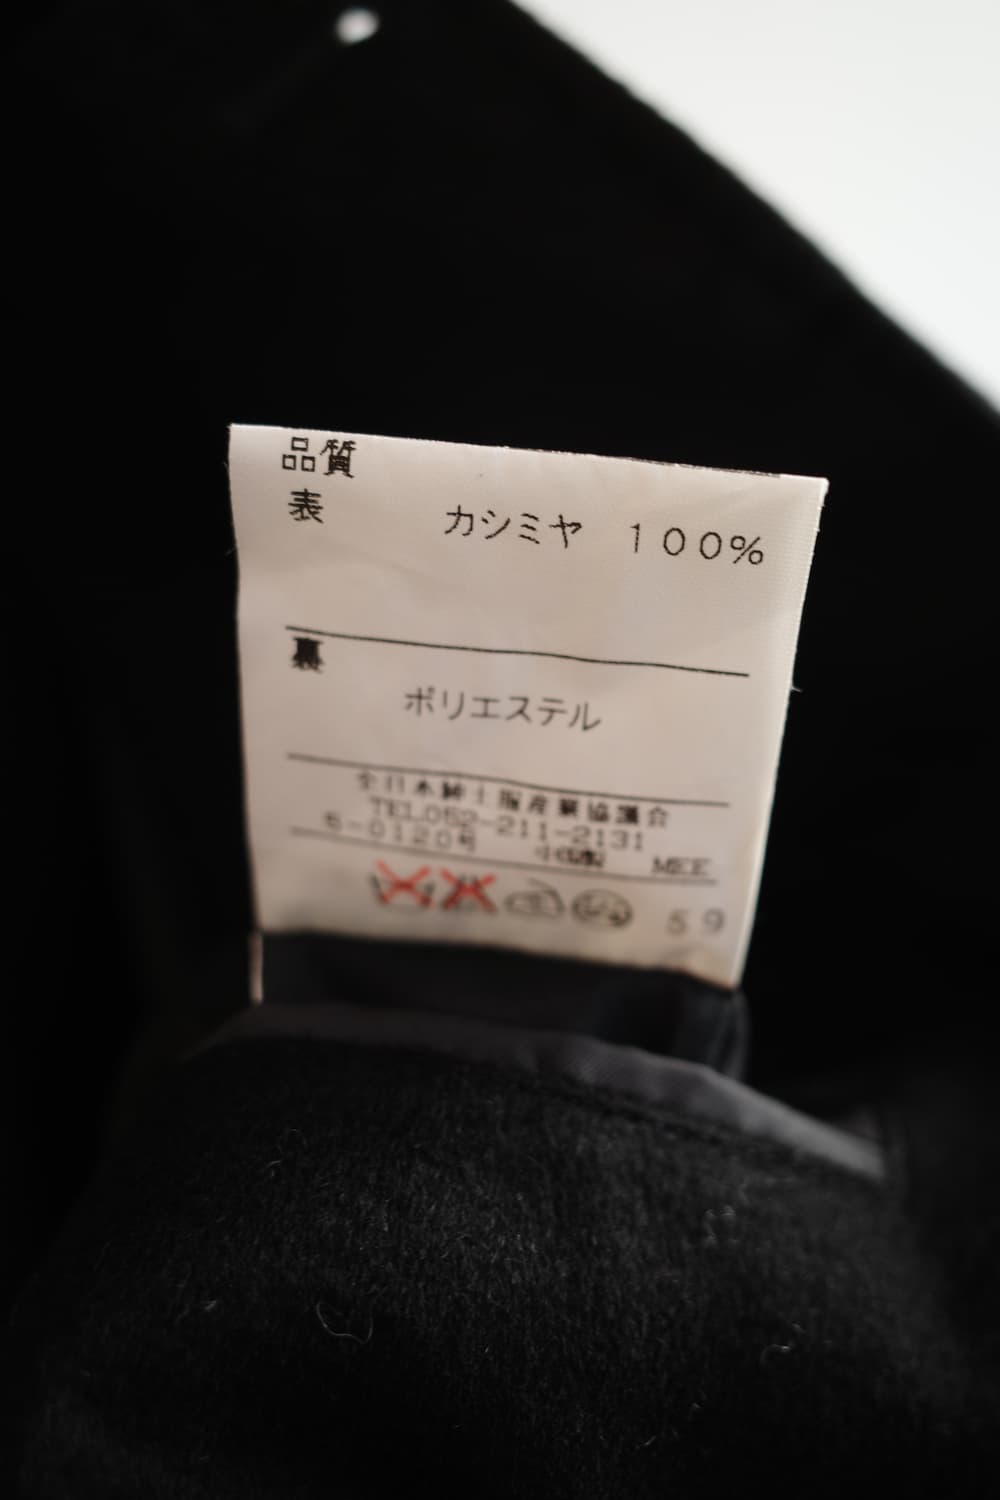 品質
表 カシミヤ 100%
裏
ポリエステル
全日本紳士服産業協議会
TEL052-211-2131
6-0120号 MEE
59